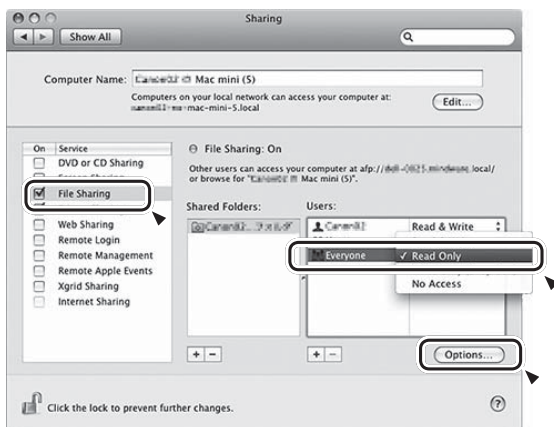 Sharing
Show All
Computer Name: Mac mini (S)
Computers on your local network can access your computer at:
mac-mini-5.local
Edit...
On Service
DVD or CD Sharing
File Sharing
Web Sharing
Remote Login
Remote Management
Remote Apple Events
Xgrid Sharing
Internet Sharing
File Sharing: On
Other users can access your computer at afp:// local/
or browse for " Mac mini (S)".
Shared Folders:
Users:
Read & Write
Everyone
✓ Read Only
No Access
+ −
+ −
Options...
Click the lock to prevent further changes.
?